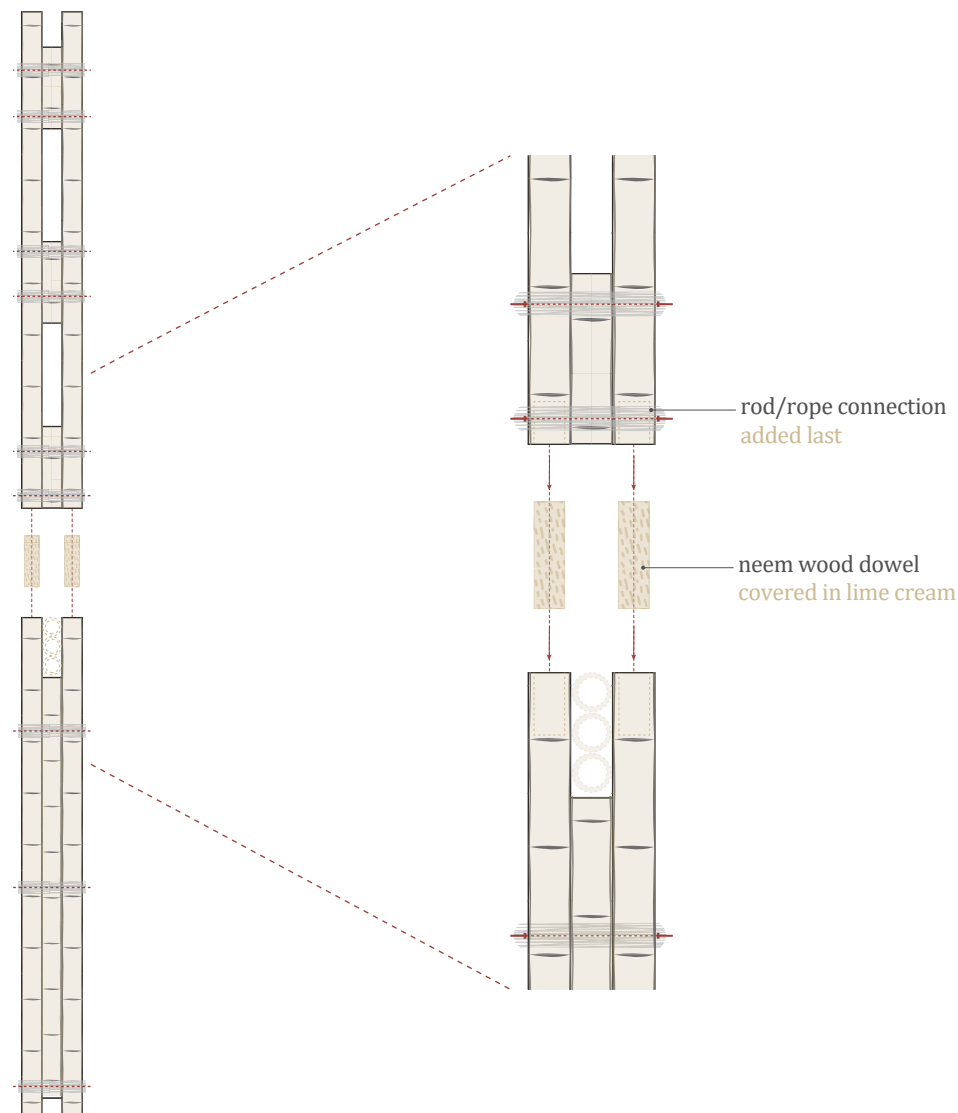 rod/rope connection
added last
neem wood dowel
covered in lime cream